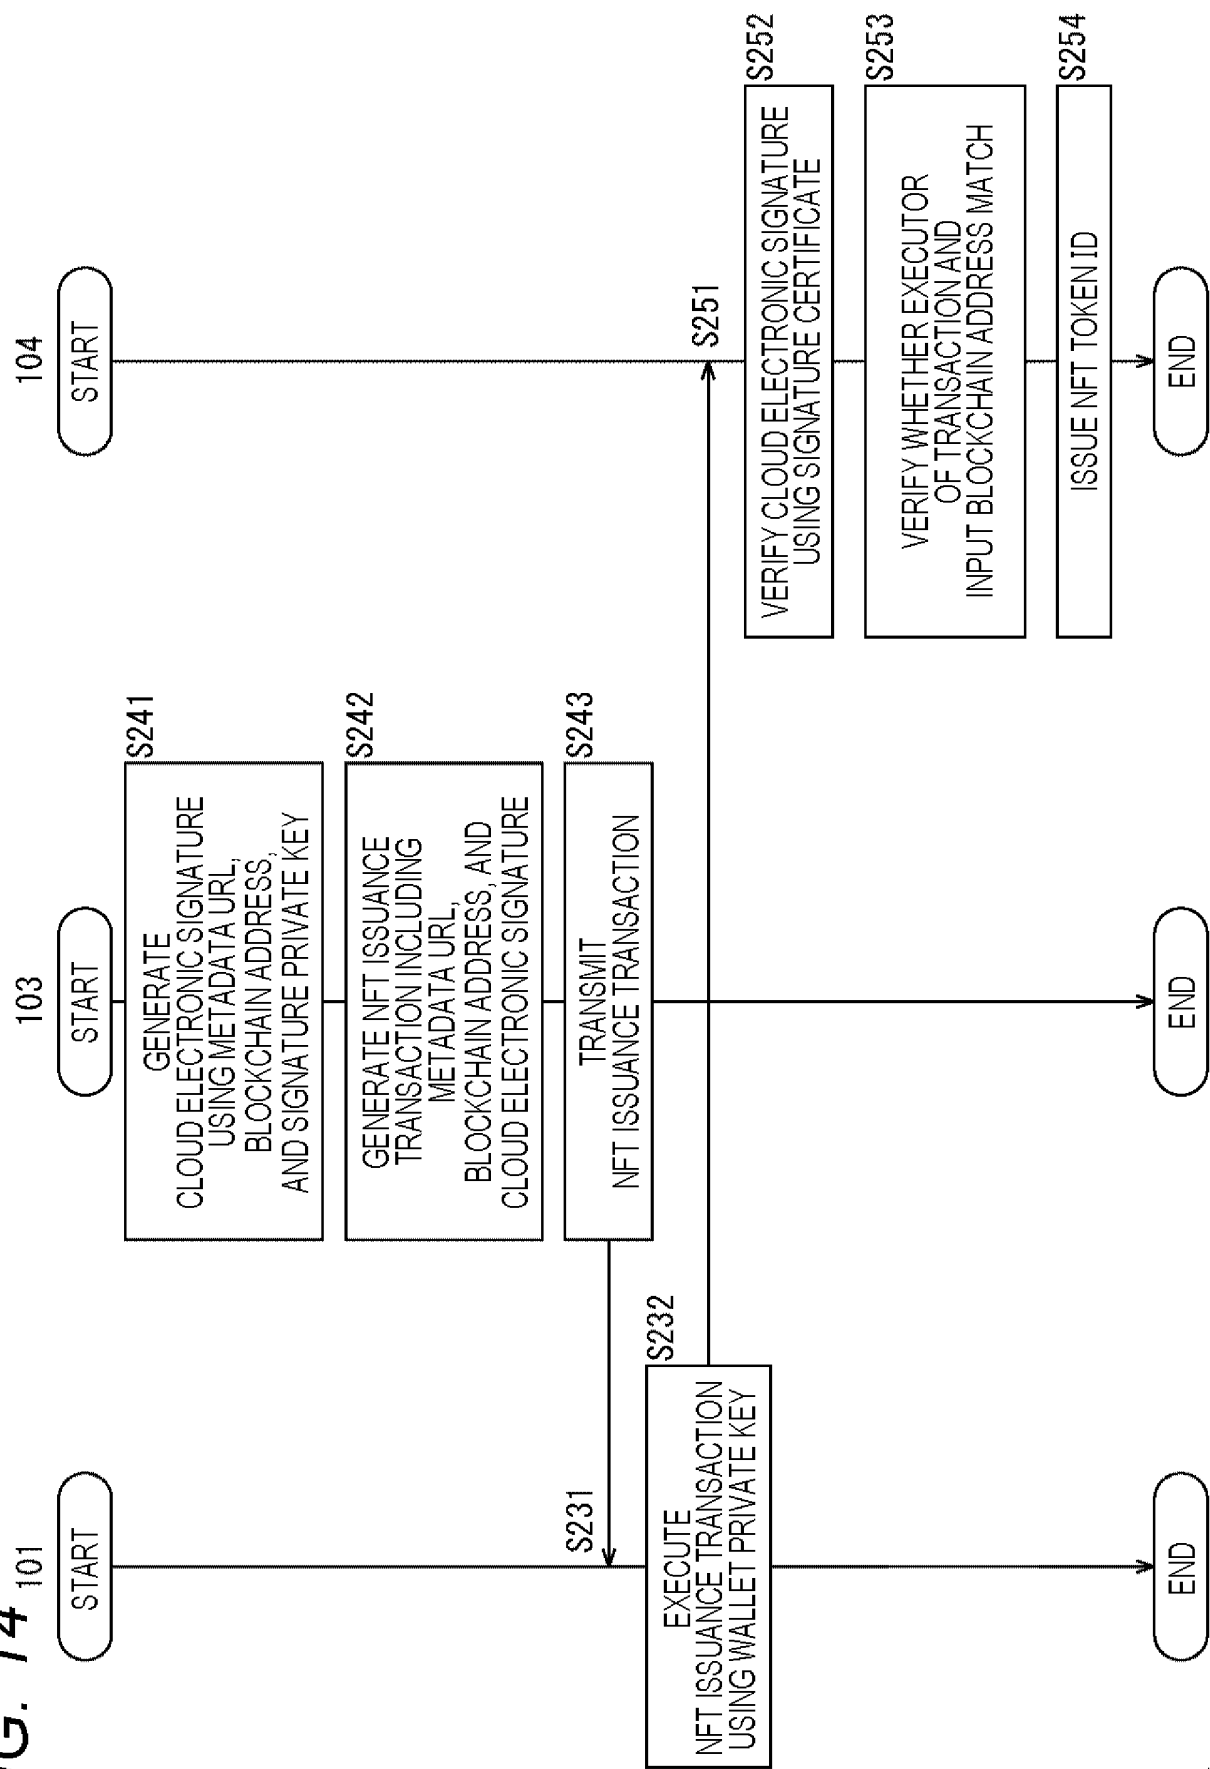 G. 14
101
START
S231
EXECUTE
NFT ISSUANCE TRANSACTION
USING WALLET PRIVATE KEY
S232
END
103
START
GENERATE
CLOUD ELECTRONIC SIGNATURE
USING METADATA URL,
BLOCKCHAIN ADDRESS,
AND SIGNATURE PRIVATE KEY
S241
GENERATE NFT ISSUANCE
TRANSACTION INCLUDING
METADATA URL,
BLOCKCHAIN ADDRESS, AND
CLOUD ELECTRONIC SIGNATURE
S242
TRANSMIT
NFT ISSUANCE TRANSACTION
S243
END
104
START
S251
VERIFY CLOUD ELECTRONIC SIGNATURE
USING SIGNATURE CERTIFICATE
S252
VERIFY WHETHER EXECUTOR
OF TRANSACTION AND
INPUT BLOCKCHAIN ADDRESS MATCH
S253
ISSUE NFT TOKEN ID
S254
END